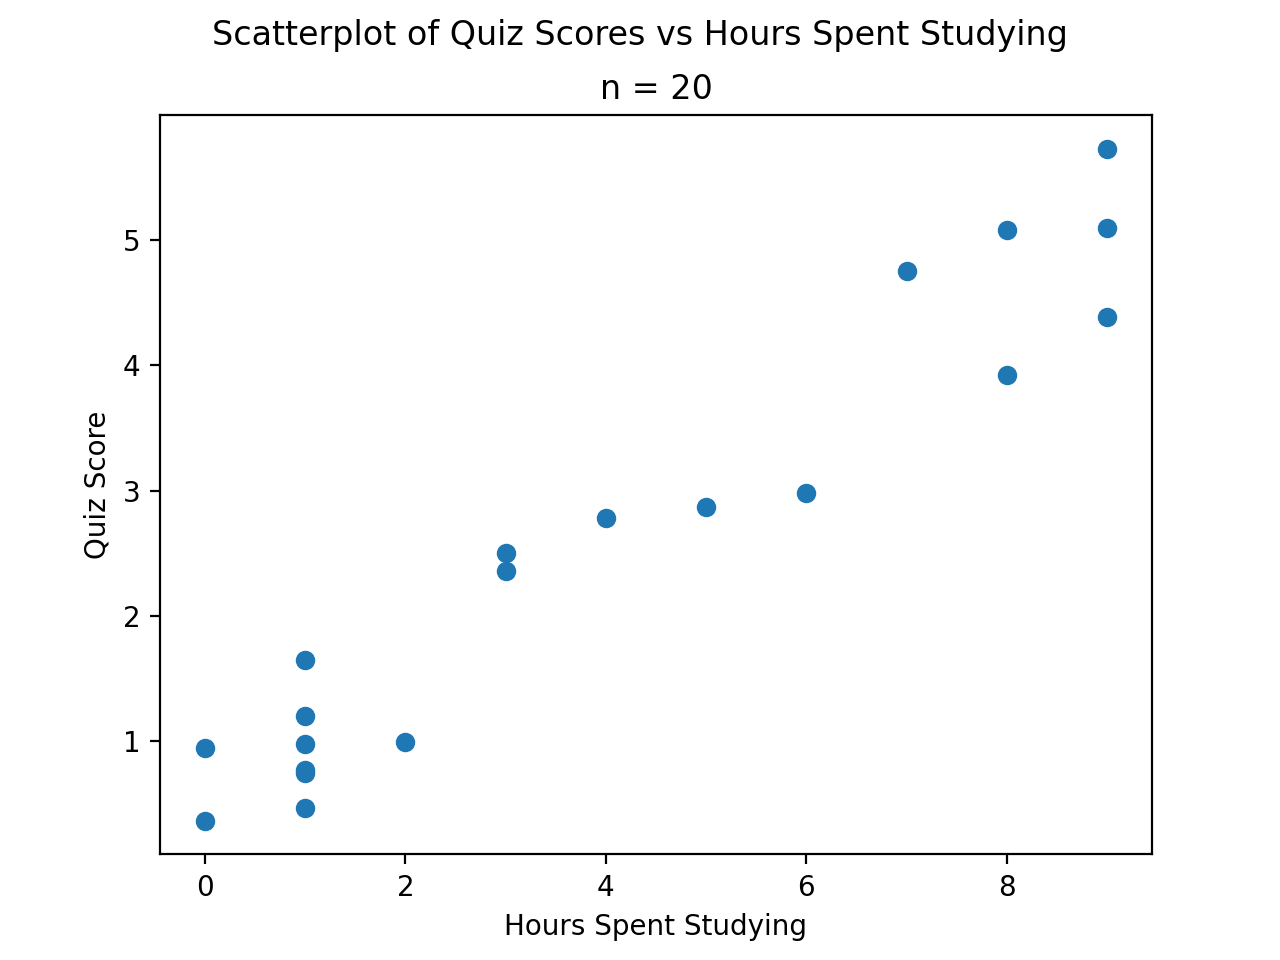 Scatterplot of Quiz Scores vs Hours Spent Studying
n = 20
5
4
3
2
1
Quiz Score
0 2 4 6 8
Hours Spent Studying